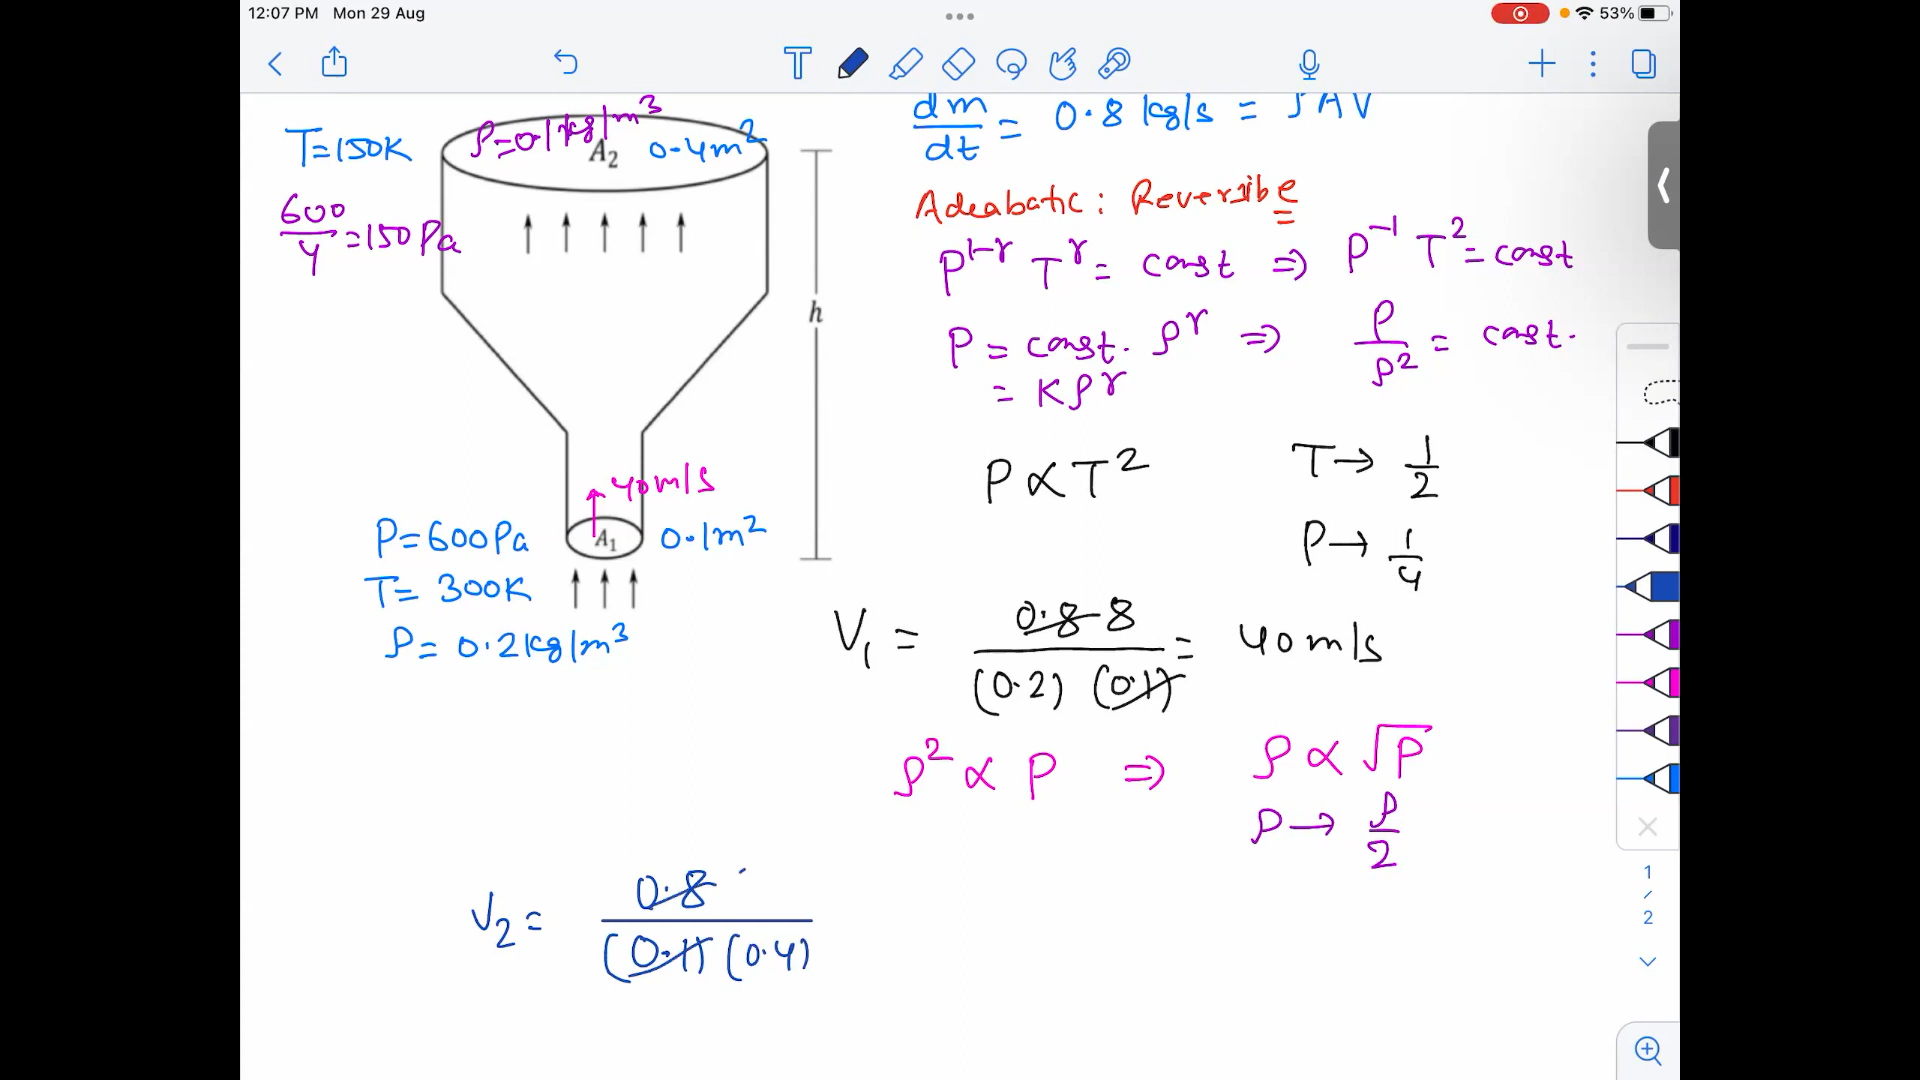 12:07 PM Mon 29 Aug
53%
T=150K
ρ=0.1kg/m³
A₂ 0.4m²
600/4 =150Pa
h
40m/s
P=600Pa
A₁ 0.1m²
T= 300K
ρ= 0.2kg/m³
dm/dt = 0.8 kg/s = ρAV
Adeabatic: Reversibe
P^1-γ T^γ = const ⇒ P⁻¹ T² = const
P = const. ρ^γ ⇒ P/ρ² = cost.
= Kρ^γ
P ∝ T² T→ 1/2
P→ 1/4
V₁ = 0.8 8 / (0.2) (0.1) = 40m/s
ρ² ∝ P ⇒ ρ ∝ √P
ρ→ ρ/2
V₂ = 0.8 / (0.1) (0.4)
1 / 2